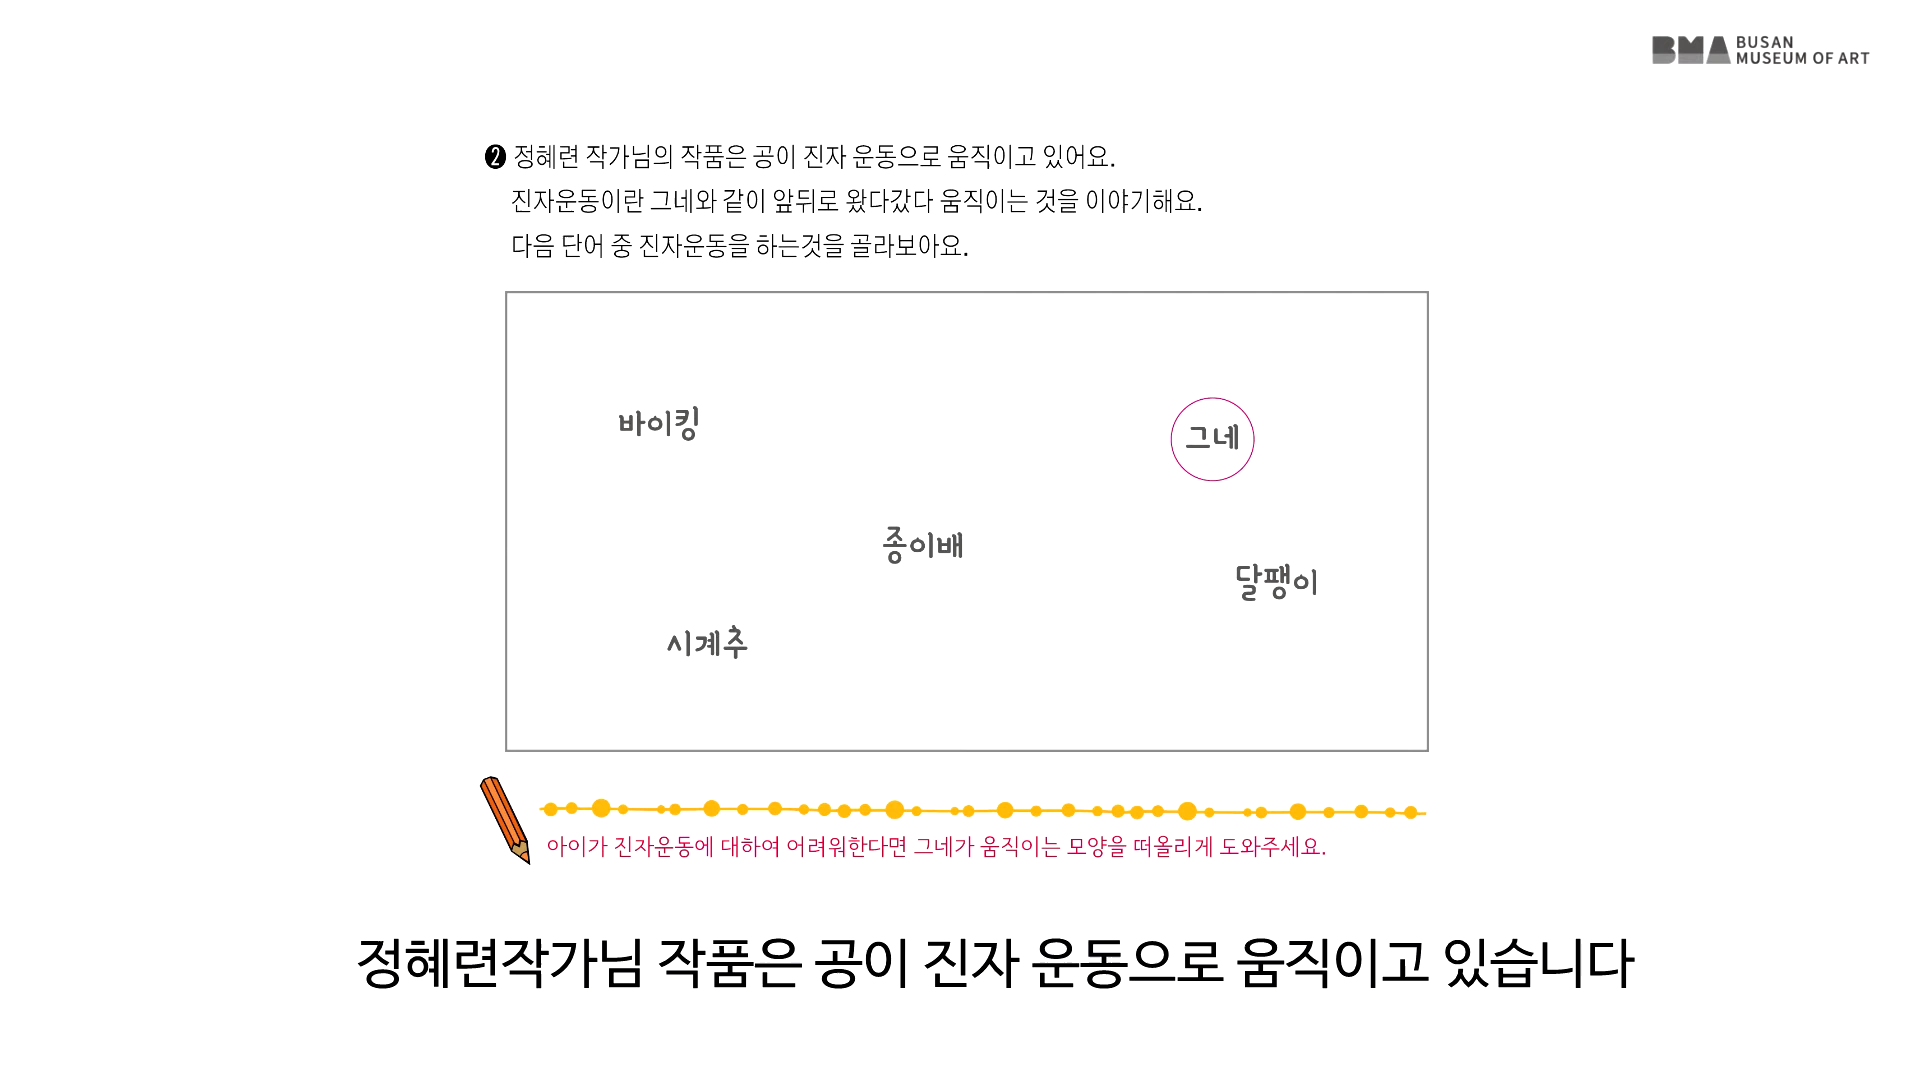 BMA BUSAN
MUSEUM OF ART
2 정혜련 작가님의 작품은 공이 진자 운동으로 움직이고 있어요.
진자운동이란 그네와 같이 앞뒤로 왔다갔다 움직이는 것을 이야기해요.
다음 단어 중 진자운동을 하는것을 골라보아요.
바이킹
그네
종이배
달팽이
시계추
아이가 진자운동에 대하여 어려워한다면 그네가 움직이는 모양을 떠올리게 도와주세요.
정혜련작가님 작품은 공이 진자 운동으로 움직이고 있습니다